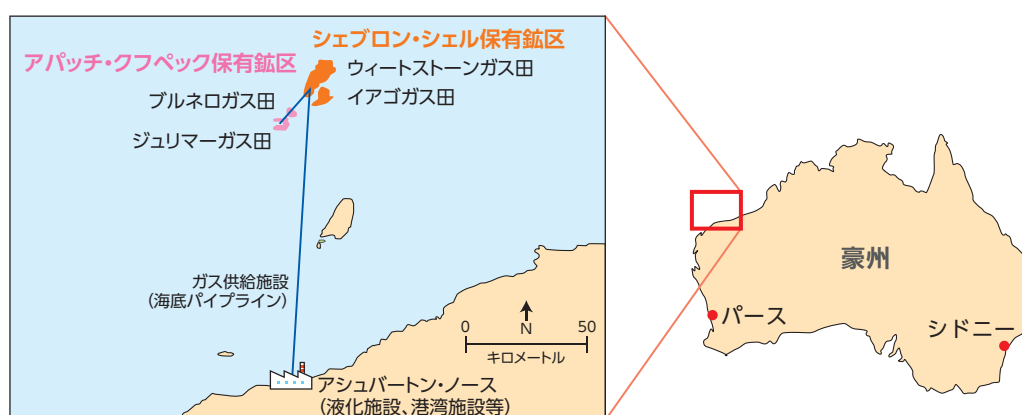 シェブロン・シェル保有鉱区
アパッチ・クフペック保有鉱区
ウィートストーンガス田
ブルネロガス田
イアゴガス田
ジュリマーガス田
ガス供給施設
(海底パイプライン)
0
N
50
キロメートル
アシュバートン・ノース
(液化施設、港湾施設等)
豪州
パース
シドニー